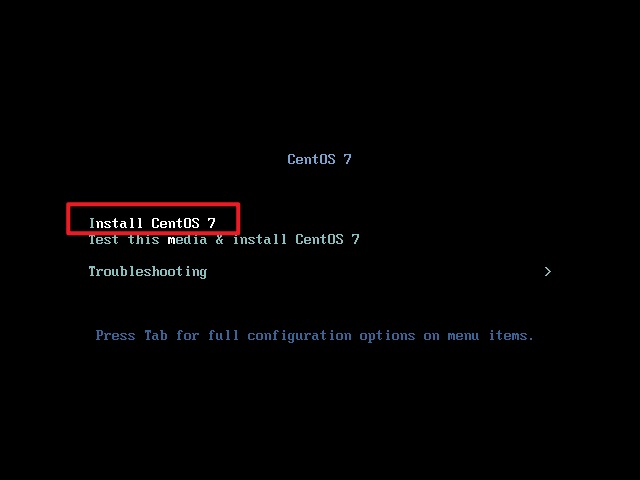 CentOS 7
Install CentOS 7
Test this media & install CentOS 7
Troubleshooting >
Press Tab for full configuration options on menu items.